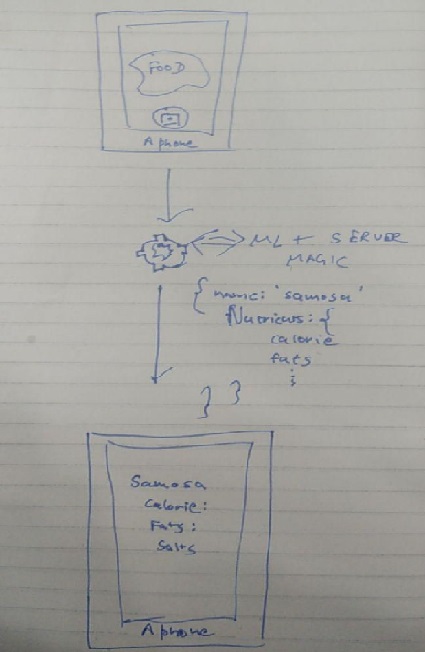 FOOD
A phone
ML + SERVER
MAGIC
{ name: 'samosa'
Nutrients: {
calorie
fats
⋮
} }
Samosa
Calorie:
Fats:
Salts
A phone